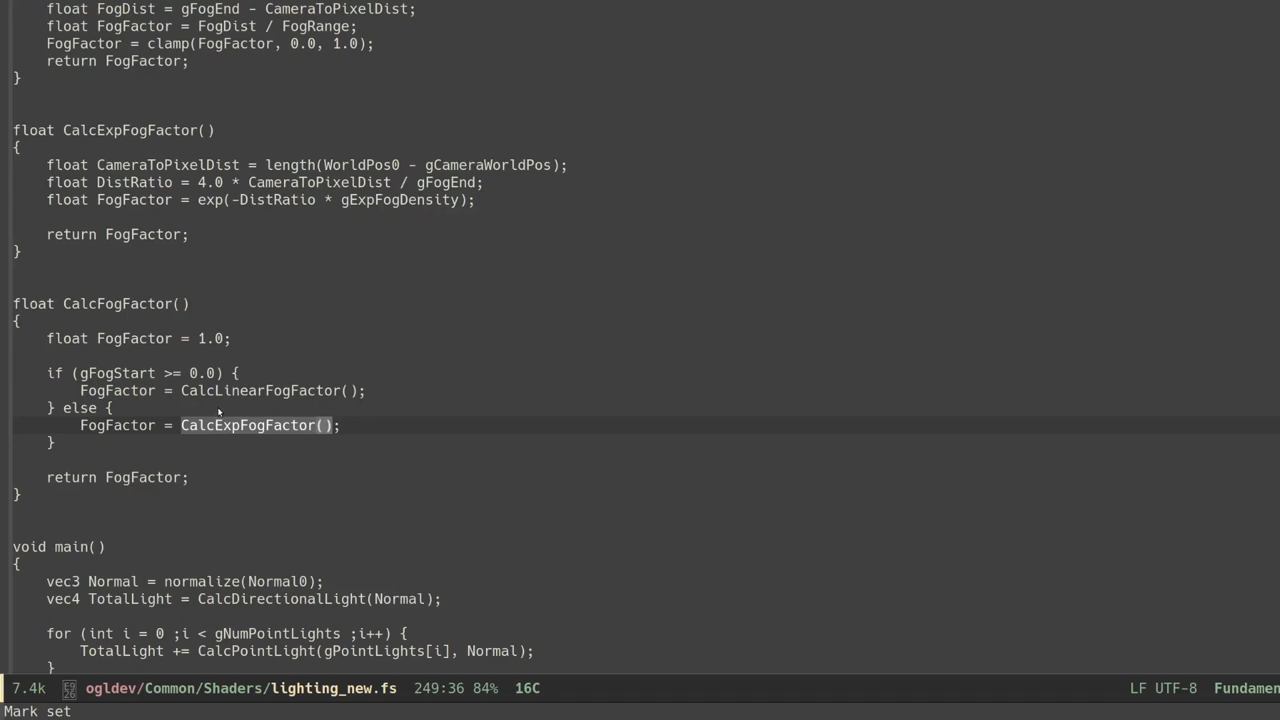 float FogDist = gFogEnd - CameraToPixelDist;
float FogFactor = FogDist / FogRange;
FogFactor = clamp(FogFactor, 0.0, 1.0);
return FogFactor;
}
float CalcExpFogFactor()
{
float CameraToPixelDist = length(WorldPos0 - gCameraWorldPos);
float DistRatio = 4.0 * CameraToPixelDist / gFogEnd;
float FogFactor = exp(-DistRatio * gExpFogDensity);
return FogFactor;
}
float CalcFogFactor()
{
float FogFactor = 1.0;
if (gFogStart >= 0.0) {
FogFactor = CalcLinearFogFactor();
} else {
FogFactor = CalcExpFogFactor();
}
return FogFactor;
}
void main()
{
vec3 Normal = normalize(Normal0);
vec4 TotalLight = CalcDirectionalLight(Normal);
for (int i = 0 ;i < gNumPointLights ;i++) {
TotalLight += CalcPointLight(gPointLights[i], Normal);
}
7.4k ogldev/Common/Shaders/lighting_new.fs 249:36 84% 16C LF UTF-8 Fundamen
Mark set